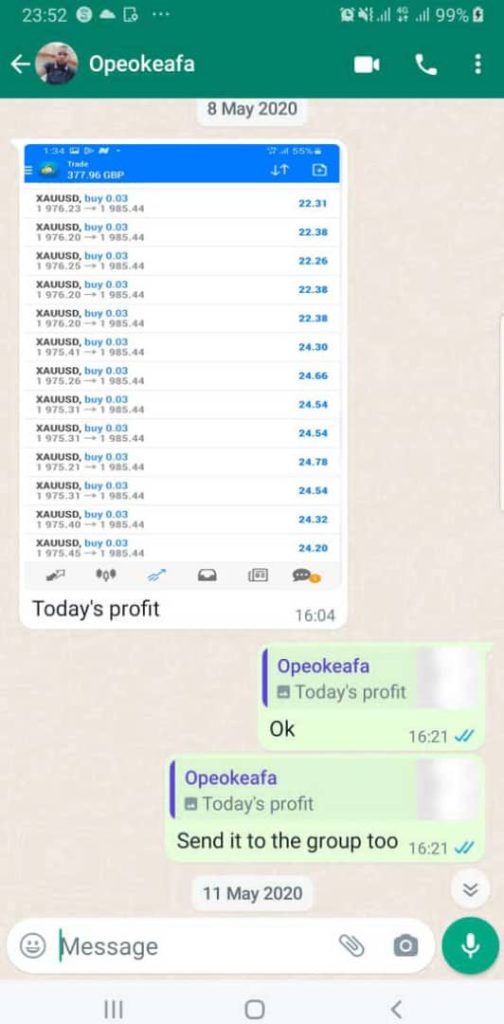 23:52 4G 99%
Opeokeafa
8 May 2020
1:34 55%
Trade
377.96 GBP
XAUUSD, buy 0.03
1 976.23 → 1 985.44 22.31
XAUUSD, buy 0.03
1 976.20 → 1 985.44 22.38
XAUUSD, buy 0.03
1 976.25 → 1 985.44 22.26
XAUUSD, buy 0.03
1 976.20 → 1 985.44 22.38
XAUUSD, buy 0.03
1 976.20 → 1 985.44 22.38
XAUUSD, buy 0.03
1 975.41 → 1 985.44 24.30
XAUUSD, buy 0.03
1 975.26 → 1 985.44 24.66
XAUUSD, buy 0.03
1 975.31 → 1 985.44 24.54
XAUUSD, buy 0.03
1 975.31 → 1 985.44 24.54
XAUUSD, buy 0.03
1 975.21 → 1 985.44 24.78
XAUUSD, buy 0.03
1 975.31 → 1 985.44 24.54
XAUUSD, buy 0.03
1 975.40 → 1 985.44 24.32
XAUUSD, buy 0.03
1 975.45 → 1 985.44 24.20
Today's profit 16:04
Opeokeafa
Today's profit
Ok 16:21
Opeokeafa
Today's profit
Send it to the group too 16:21
11 May 2020
Message